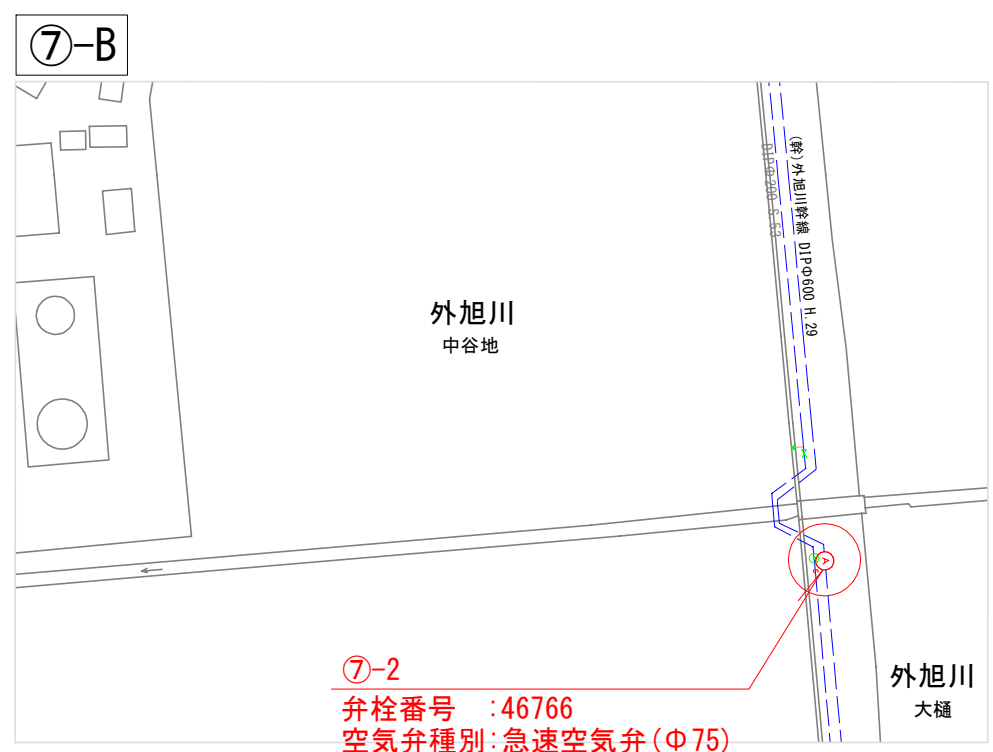 ⑦-B
(幹)外旭川幹線 DIPΦ600 H.29
DIPΦ200 S.53
外旭川
中谷地
A
⑦-2
弁栓番号 :46766
空気弁種別:急速空気弁(Φ75)
外旭川
大樋